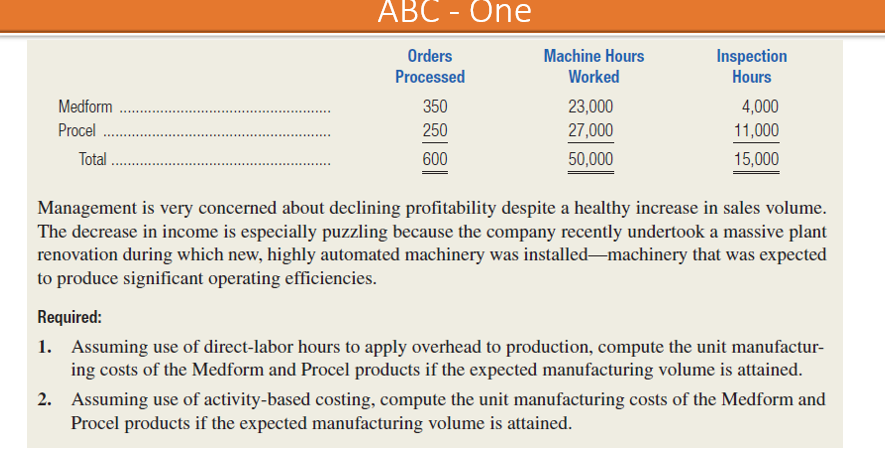 ABC - One
Orders Machine Hours Inspection
Processed Worked Hours
Medform ........................................................ 350 23,000 4,000
Procel ............................................................ 250 27,000 11,000
Total ........................................................ 600 50,000 15,000
Management is very concerned about declining profitability despite a healthy increase in sales volume.
The decrease in income is especially puzzling because the company recently undertook a massive plant
renovation during which new, highly automated machinery was installed—machinery that was expected
to produce significant operating efficiencies.
Required:
1. Assuming use of direct-labor hours to apply overhead to production, compute the unit manufactur-
ing costs of the Medform and Procel products if the expected manufacturing volume is attained.
2. Assuming use of activity-based costing, compute the unit manufacturing costs of the Medform and
Procel products if the expected manufacturing volume is attained.